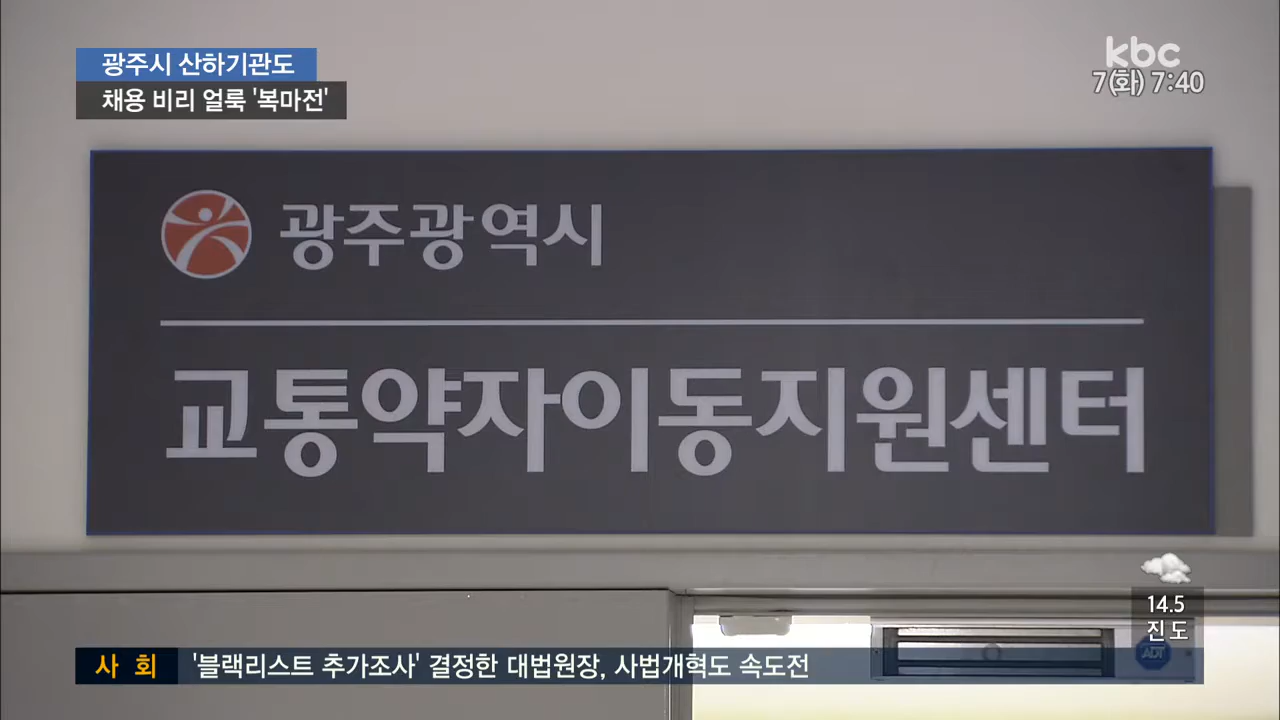 광주시 산하기관도
채용 비리 얼룩 '복마전'
kbc
7(화) 7:40
광주광역시
교통약자이동지원센터
14.5
진도
ADT
사 회
'블랙리스트 추가조사' 결정한 대법원장, 사법개혁도 속도전